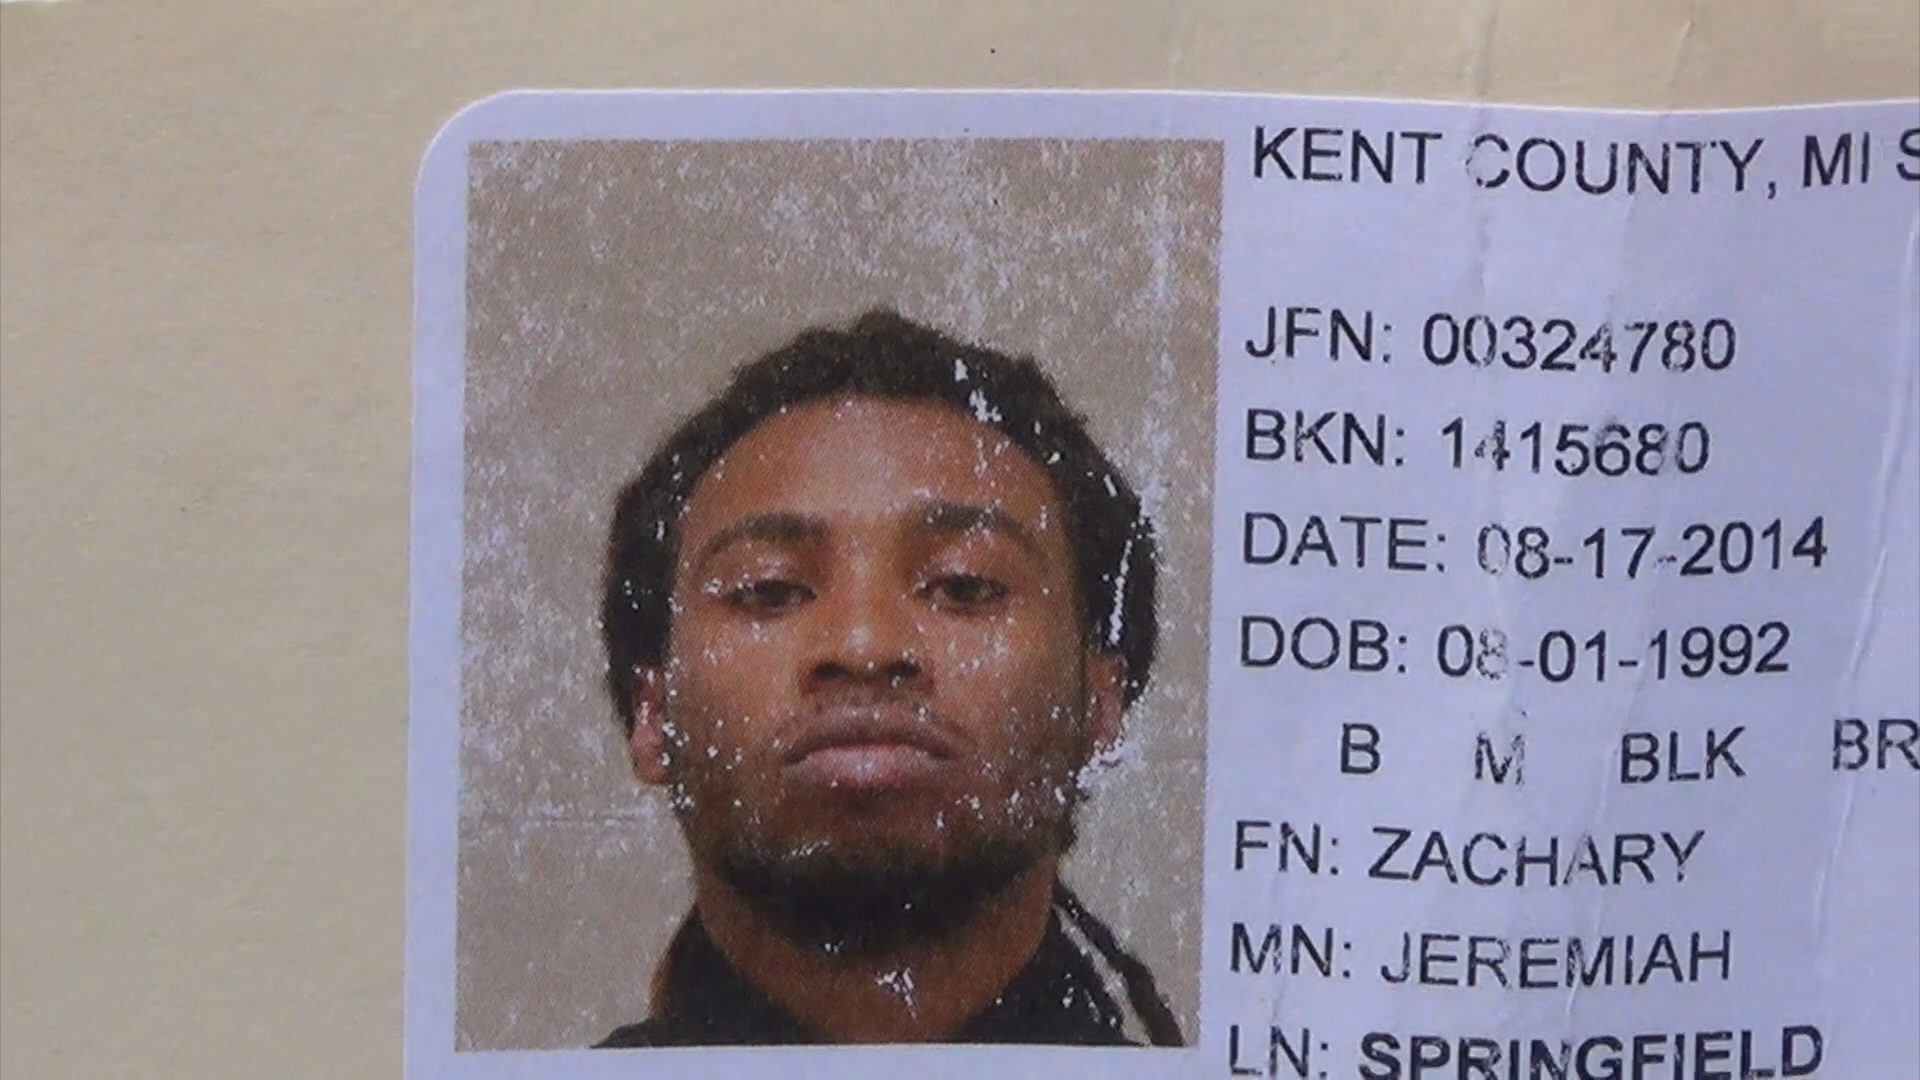 KENT COUNTY, MI S
JFN: 00324780
BKN: 1415680
DATE: 08-17-2014
DOB: 08-01-1992
B M BLK BR
FN: ZACHARY
MN: JEREMIAH
LN: SPRINGFIELD